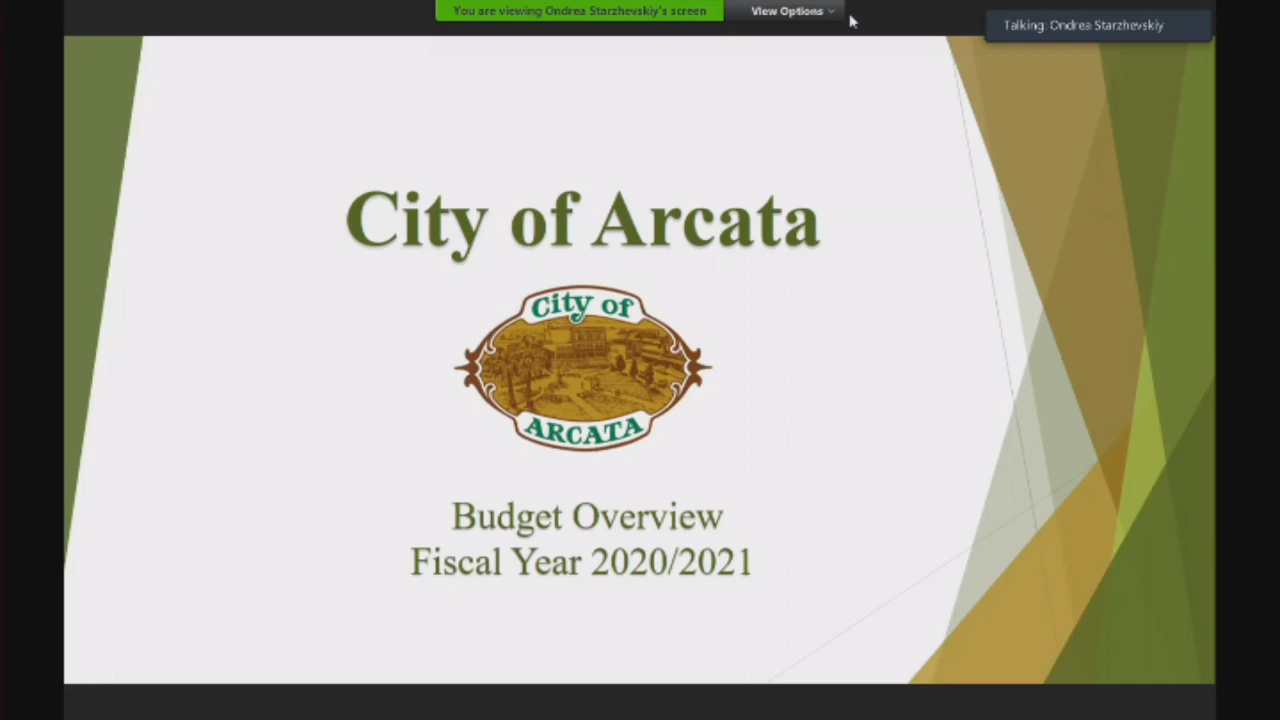 You are viewing Ondrea Starzhevskiy's screen
View Options
Talking: Ondrea Starzhevskiy
City of Arcata
City of
ARCATA
Budget Overview
Fiscal Year 2020/2021